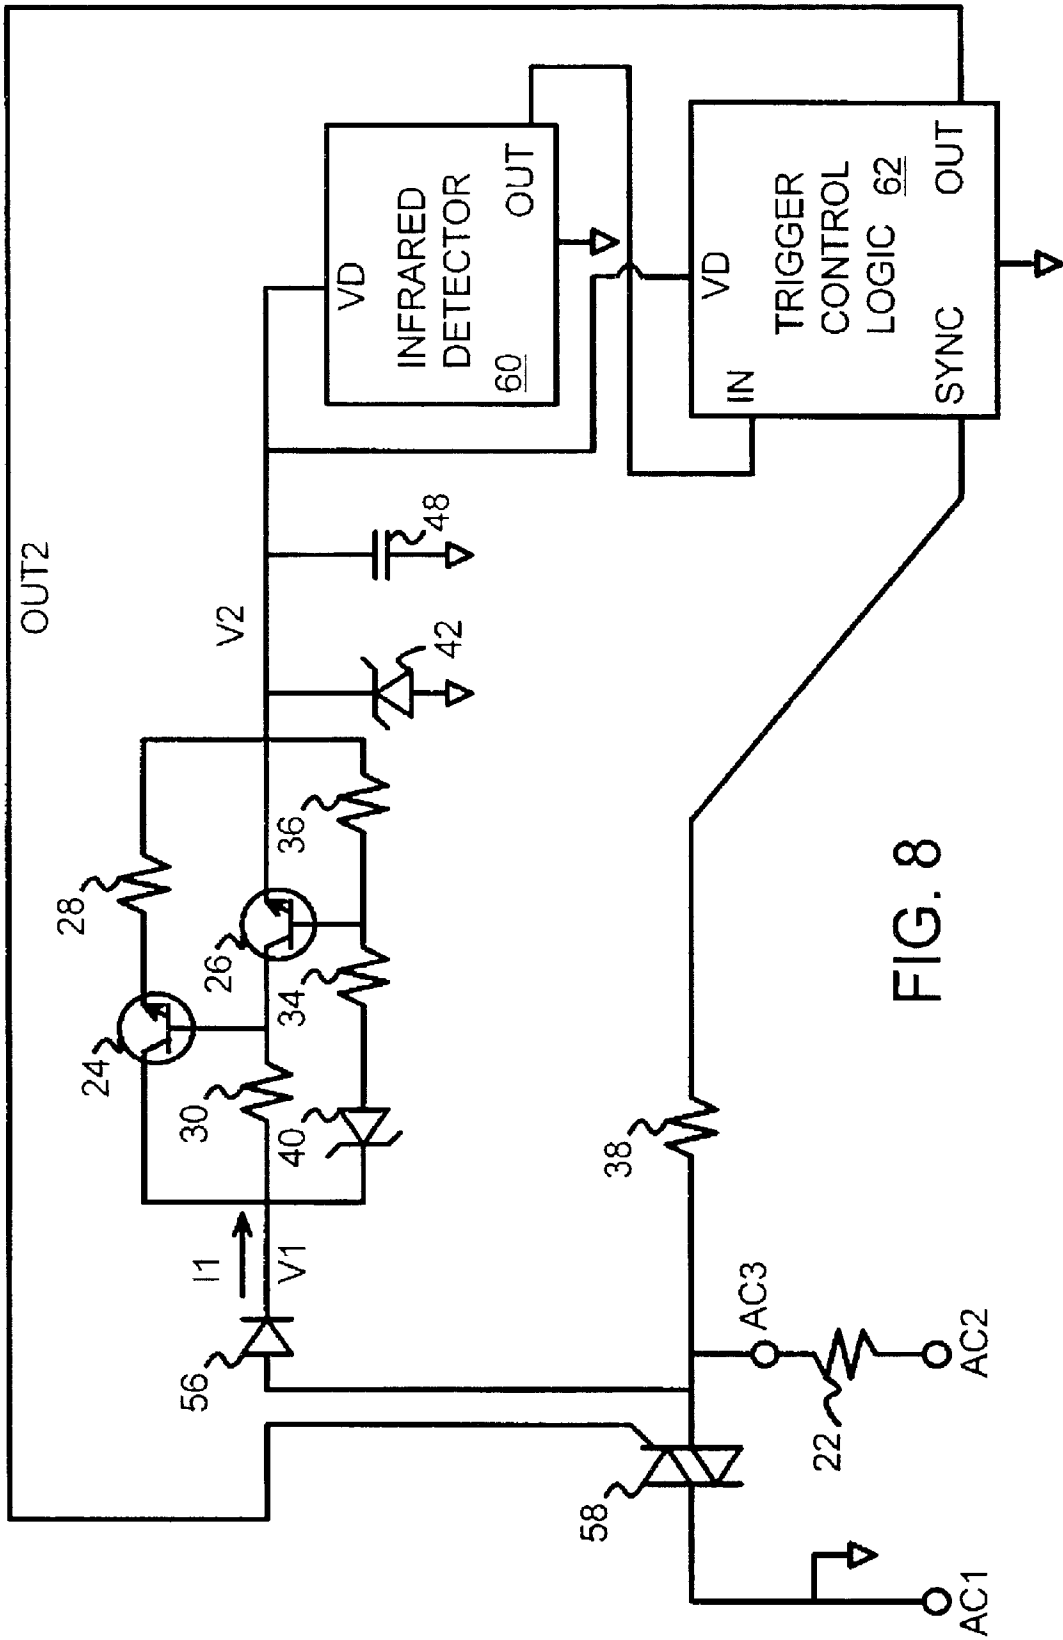 OUT2
V2
INFRARED
DETECTOR
60
VD
OUT
TRIGGER
CONTROL
LOGIC 62
VD
IN
SYNC
OUT
24
28
26
30
34
36
40
42
48
I1
V1
56
58
38
AC3
22
AC1
AC2
FIG. 8